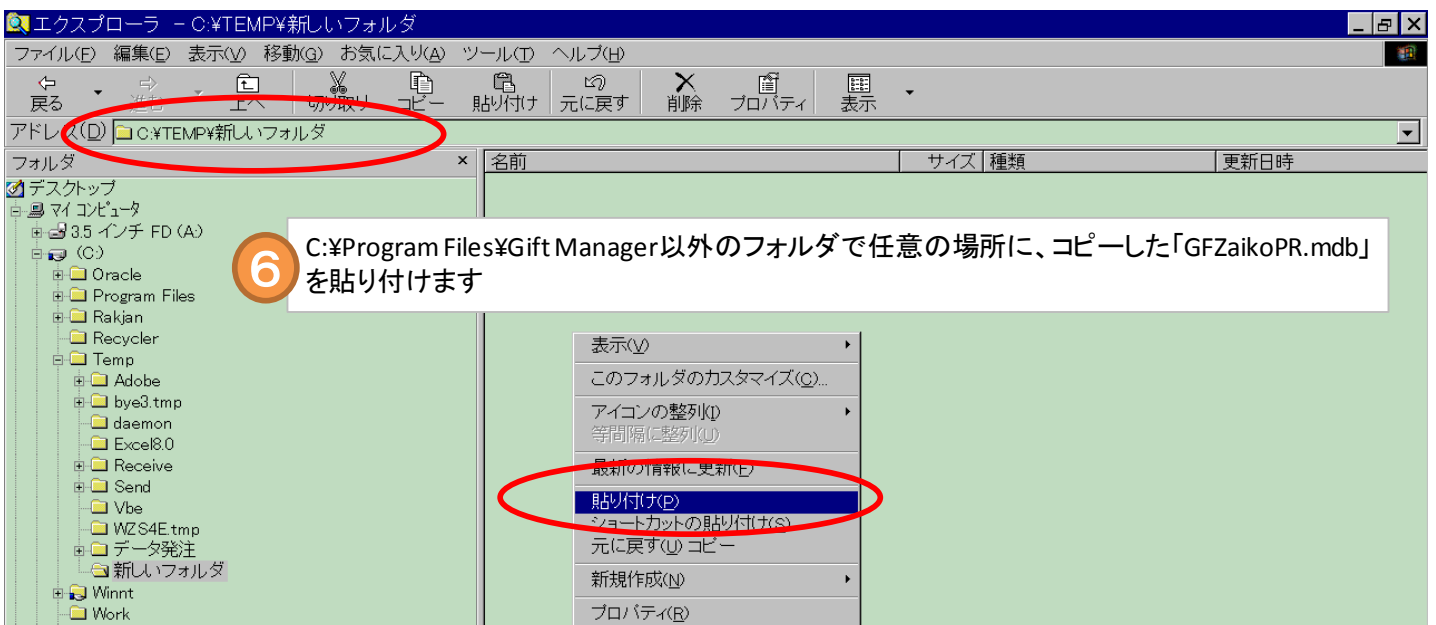 エクスプローラ － C:¥TEMP¥新しいフォルダ
ファイル(F) 編集(E) 表示(V) 移動(G) お気に入り(A) ツール(T) ヘルプ(H)
戻る 進む 上へ 切り取り コピー 貼り付け 元に戻す 削除 プロパティ 表示
アドレス(D) C:¥TEMP¥新しいフォルダ
フォルダ × 名前 サイズ 種類 更新日時
デスクトップ
マイ コンピュータ
3.5 インチ FD (A:)
(C:)
Oracle
Program Files
Rakjan
Recycler
Temp
Adobe
bye3.tmp
daemon
Excel8.0
Receive
Send
Vbe
WZS4E.tmp
データ発注
新しいフォルダ
Winnt
Work
6
C:¥Program Files¥Gift Manager以外のフォルダで任意の場所に、コピーした「GFZaikoPR.mdb」
を貼り付けます
表示(V)
このフォルダのカスタマイズ(C)...
アイコンの整列(I)
等間隔に整列(U)
最新の情報に更新(E)
貼り付け(P)
ショートカットの貼り付け(S)
元に戻す(U) コピー
新規作成(N)
プロパティ(R)